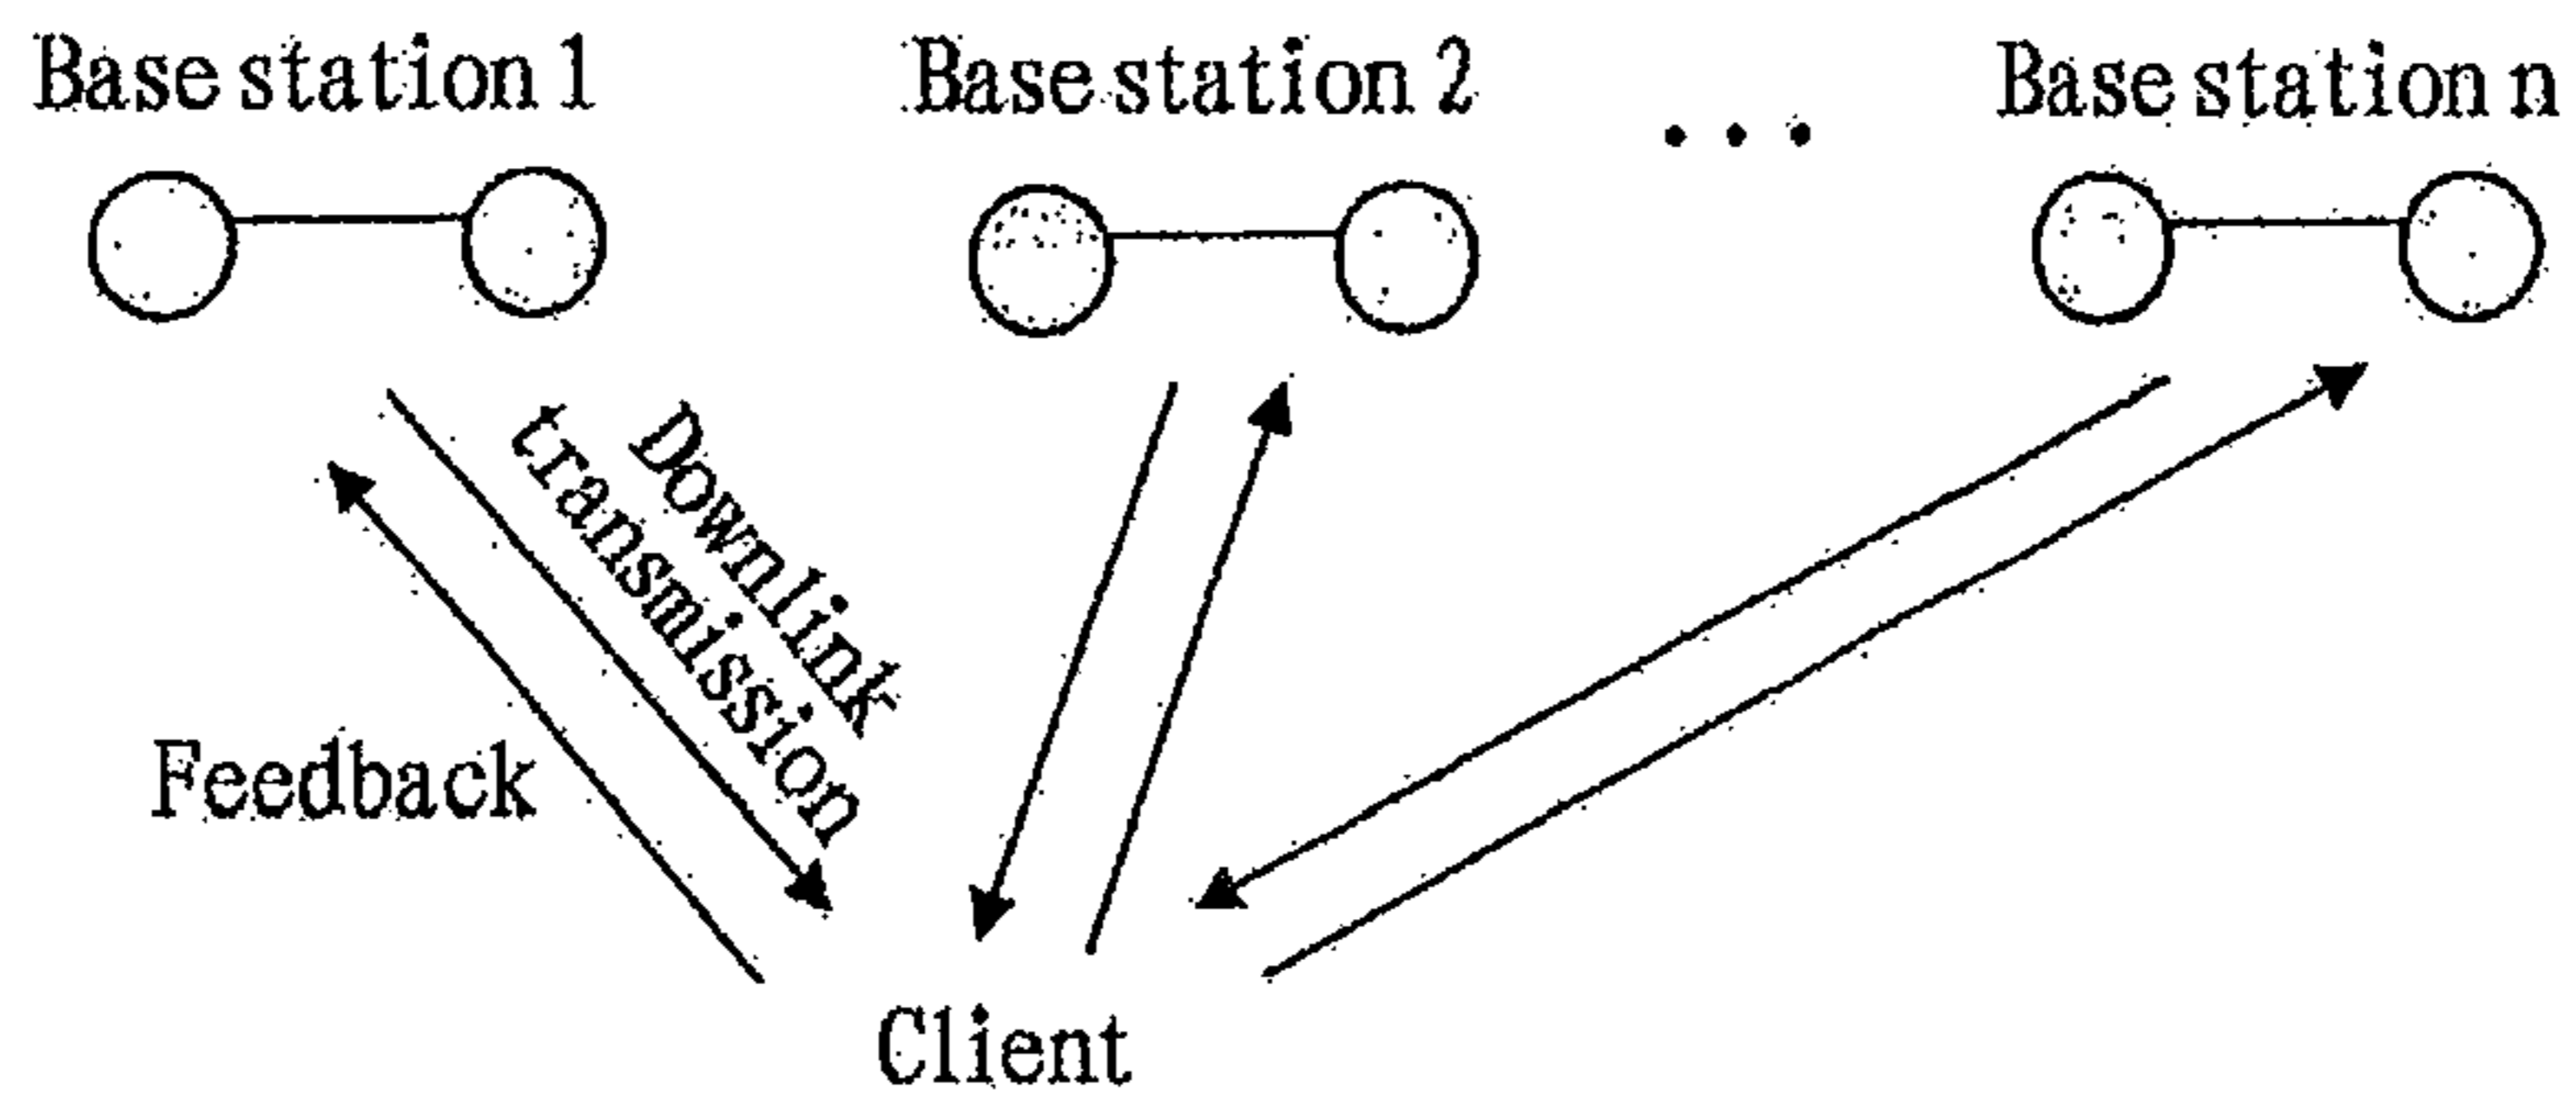 Base station 1
Base station 2
...
Base station n
Downlink
transmission
Feedback
Client